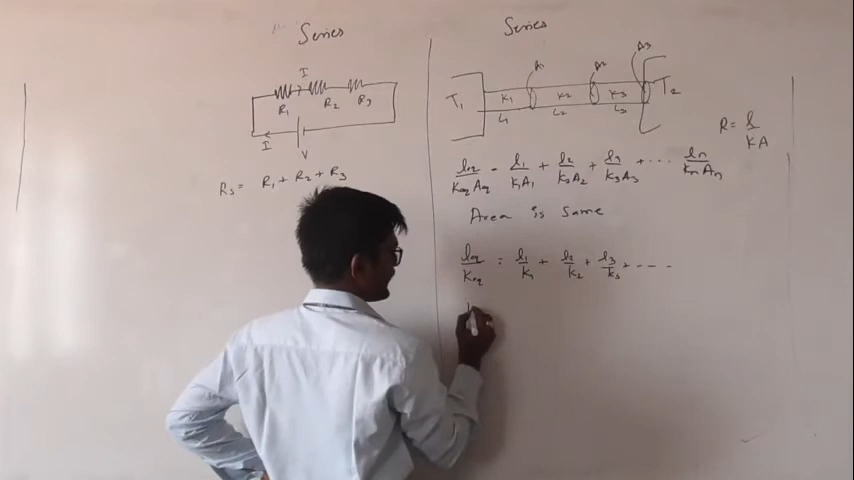 Series
I
R1 R2 R3
I
V
Rs = R1 + R2 + R3
Series
A1 A2 A3
T1 K1 K2 K3 T2
L1 L2 L3
R = l/KA
leq/KeqAeq = l1/K1A1 + l2/K2A2 + l3/K3A3 + ... ln/KnAn
Area is same
leq/Keq = l1/K1 + l2/K2 + l3/K3 + ----